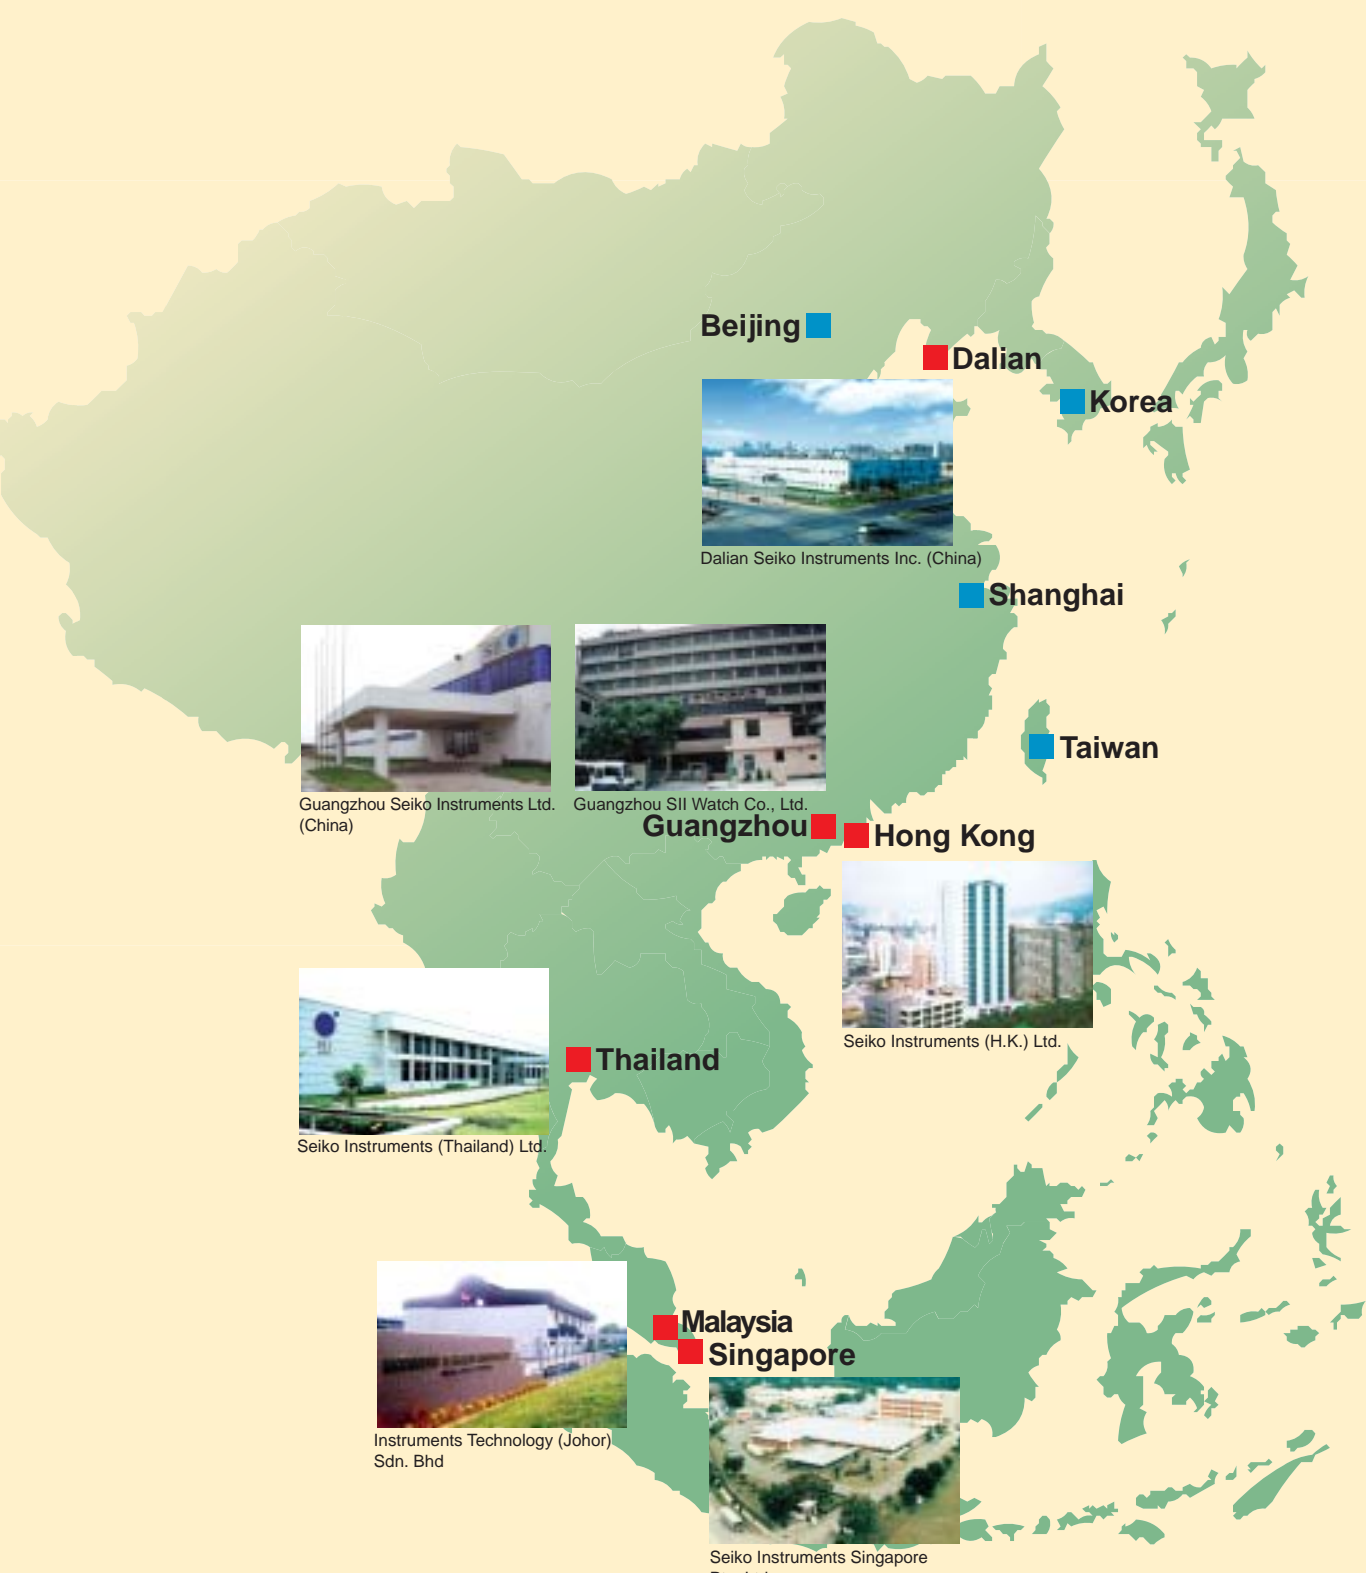 Beijing
Dalian
Korea
Dalian Seiko Instruments Inc. (China)
Shanghai
Taiwan
Guangzhou Seiko Instruments Ltd.
(China)
Guangzhou SII Watch Co., Ltd.
Guangzhou
Hong Kong
Seiko Instruments (H.K.) Ltd.
Thailand
Seiko Instruments (Thailand) Ltd.
Malaysia
Singapore
Instruments Technology (Johor)
Sdn. Bhd
Seiko Instruments Singapore